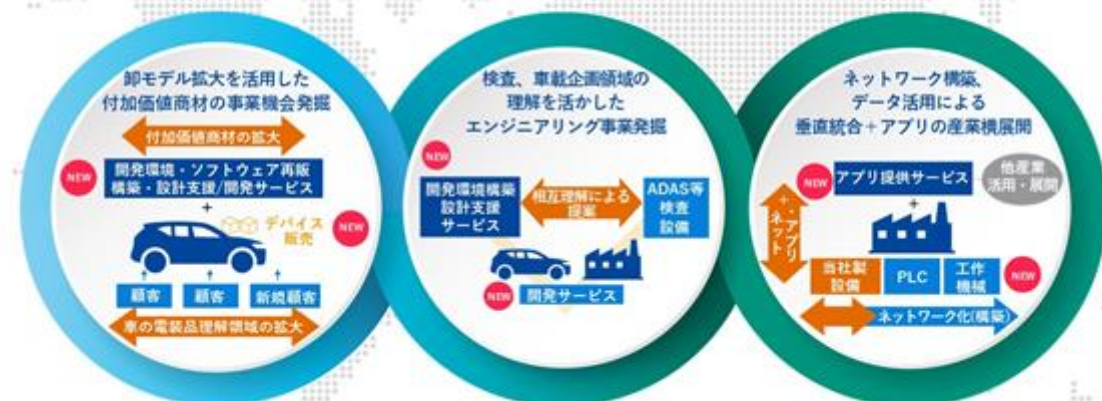 卸モデル拡大を活用した
付加価値商材の事業機会発掘
付加価値商材の拡大
NEW
開発環境・ソフトウェア再販
構築・設計支援/開発サービス
+
デバイス
販売
NEW
顧客
顧客
新規顧客
車の電装品理解領域の拡大
検査、車載企画領域の
理解を活かした
エンジニアリング事業発掘
NEW
開発環境構築
設計支援
サービス
相互理解による
提案
ADAS等
検査
設備
NEW
開発サービス
ネットワーク構築、
データ活用による
垂直統合+アプリの産業横展開
NEW
アプリ提供サービス
他産業
活用・展開
+
+・アプリ
ネット
当社製
設備
PLC
工作
機械
NEW
ネットワーク化(構築)